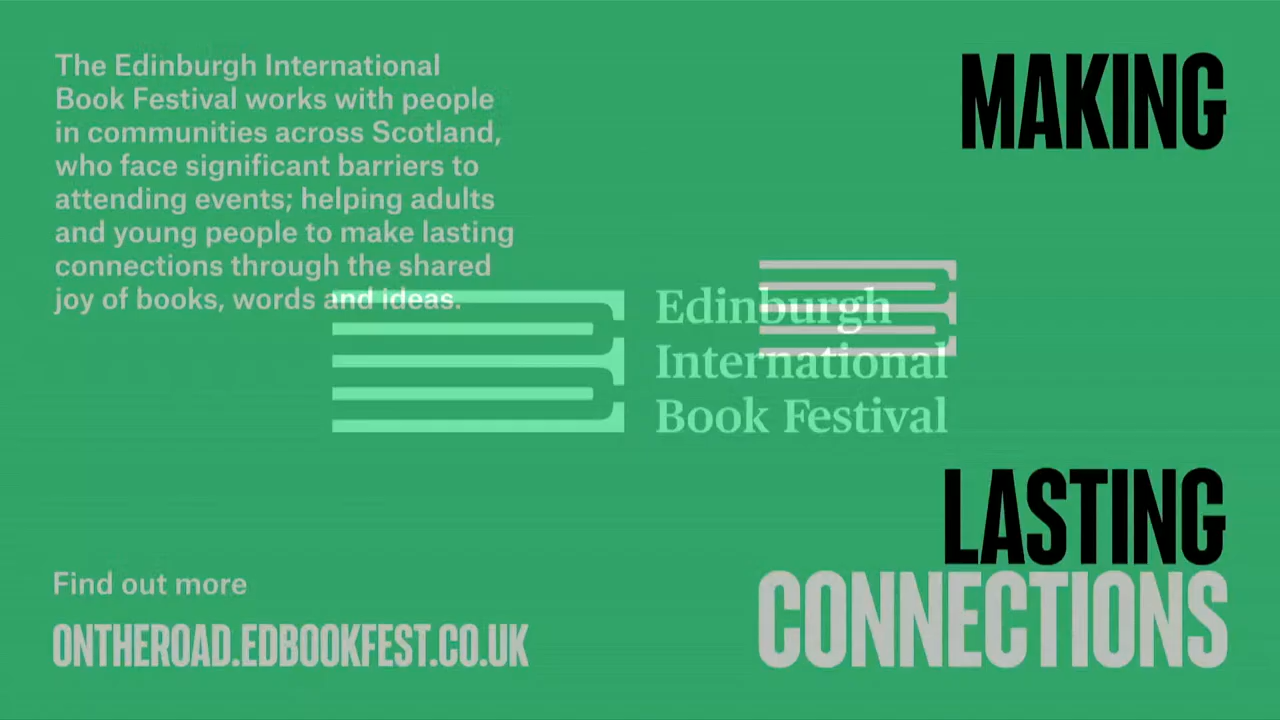 The Edinburgh International
Book Festival works with people
in communities across Scotland,
who face significant barriers to
attending events; helping adults
and young people to make lasting
connections through the shared
joy of books, words and ideas.
MAKING
Edinburgh
International
Book Festival
LASTING
CONNECTIONS
Find out more
ONTHEROAD.EDBOOKFEST.CO.UK